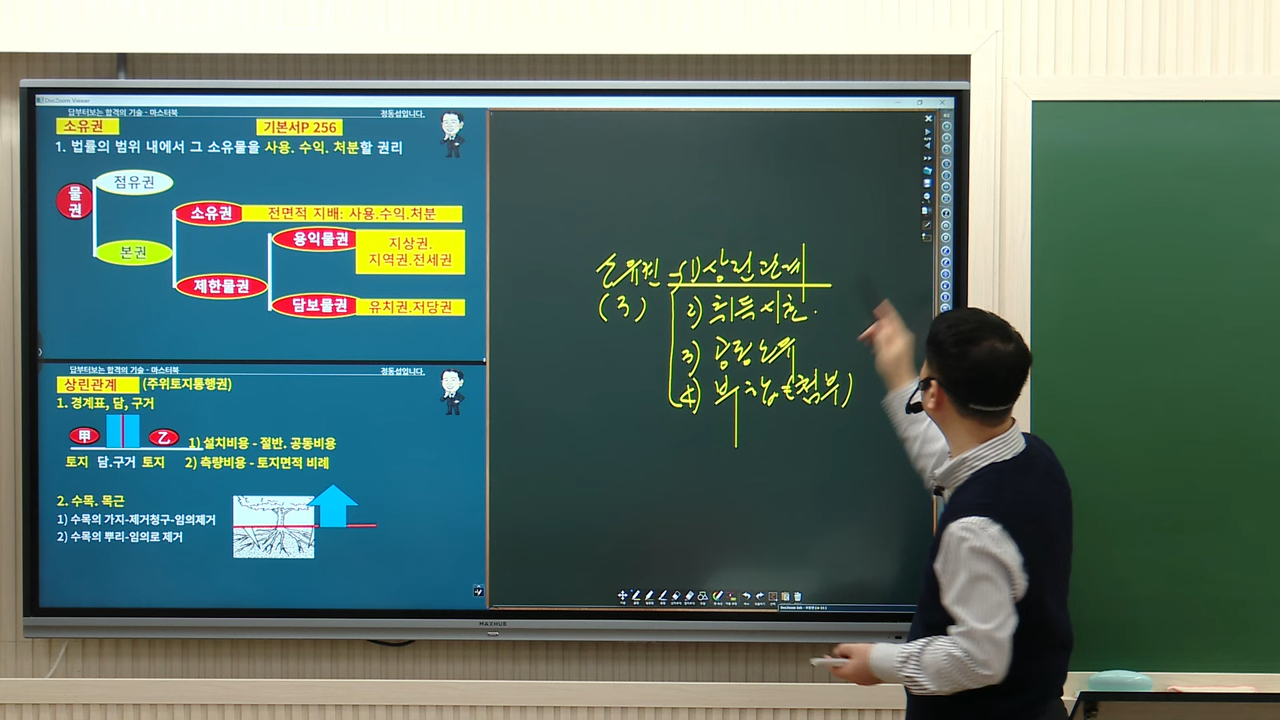 DocZoom Viewer
답부터보는 합격의 기술 - 마스터북
정동섭입니다.
소유권
기본서P 256
1. 법률의 범위 내에서 그 소유물을 사용. 수익. 처분할 권리
물권
점유권
본권
소유권
전면적 지배: 사용.수익.처분
제한물권
용익물권
지상권.
지역권.전세권
담보물권
유치권.저당권
답부터보는 합격의 기술 - 마스터북
정동섭입니다.
상린관계 (주위토지통행권)
1. 경계표, 담, 구거
甲
乙
토지 담.구거 토지
1) 설치비용 - 절반. 공동비용
2) 측량비용 - 토지면적 비례
2. 수목. 목근
1) 수목의 가지-제거청구-임의제거
2) 수목의 뿌리-임의로 제거
소유권
(3)
1) 상린관계
2) 취득시효.
3) 공동소유
4) 부합(첨부)
MAXHUB